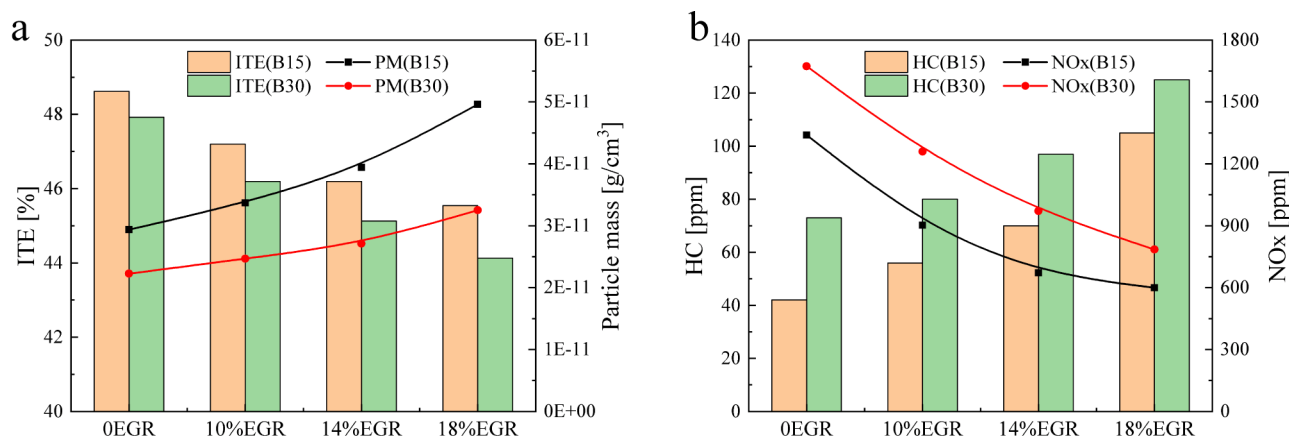 a
50
48
46
44
42
40
ITE [%]
ITE(B15)
PM(B15)
ITE(B30)
PM(B30)
6E-11
5E-11
4E-11
3E-11
2E-11
1E-11
0E+00
Particle mass [g/cm³]
0EGR
10%EGR
14%EGR
18%EGR
b
140
120
100
80
60
40
20
0
HC [ppm]
HC(B15)
NOx(B15)
HC(B30)
NOx(B30)
1800
1500
1200
900
600
300
0
NOx [ppm]
0EGR
10%EGR
14%EGR
18%EGR